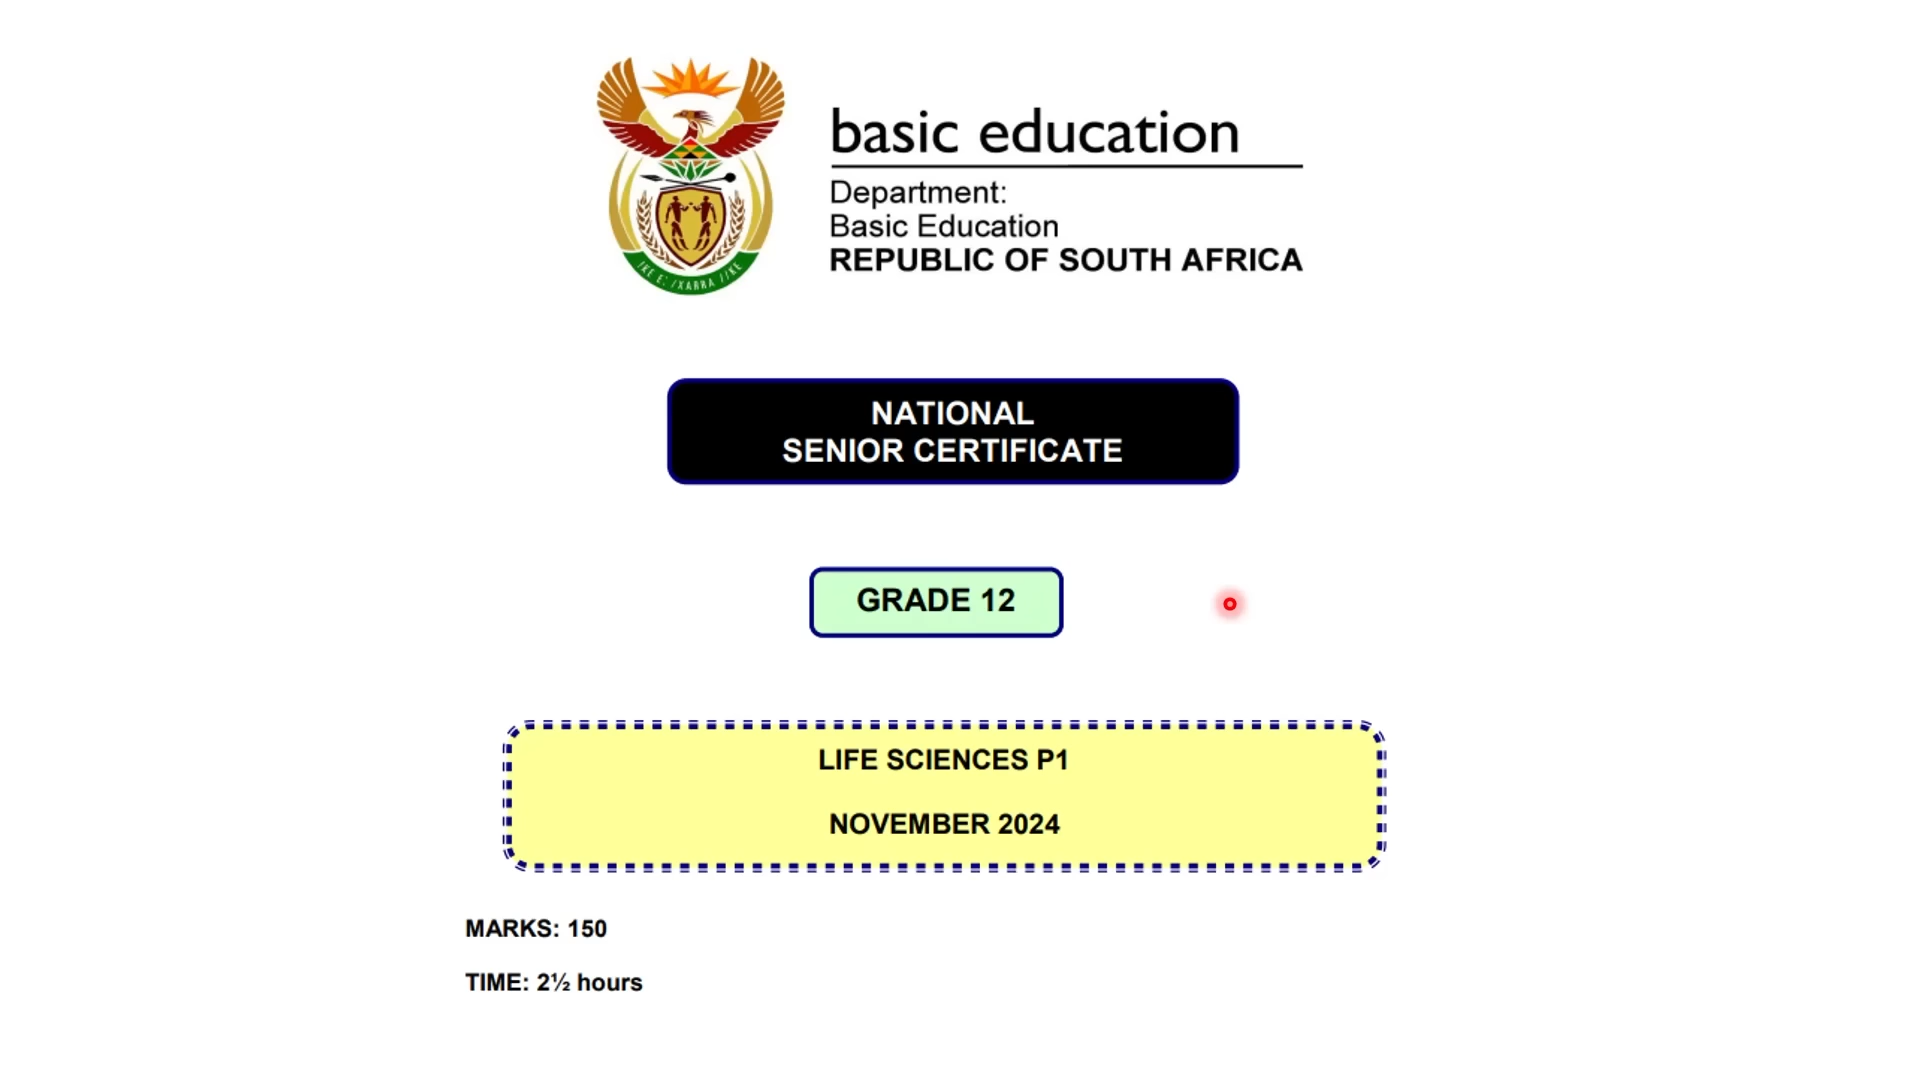 basic education
Department:
Basic Education
REPUBLIC OF SOUTH AFRICA
NATIONAL
SENIOR CERTIFICATE
GRADE 12
LIFE SCIENCES P1
NOVEMBER 2024
MARKS: 150
TIME: 2½ hours